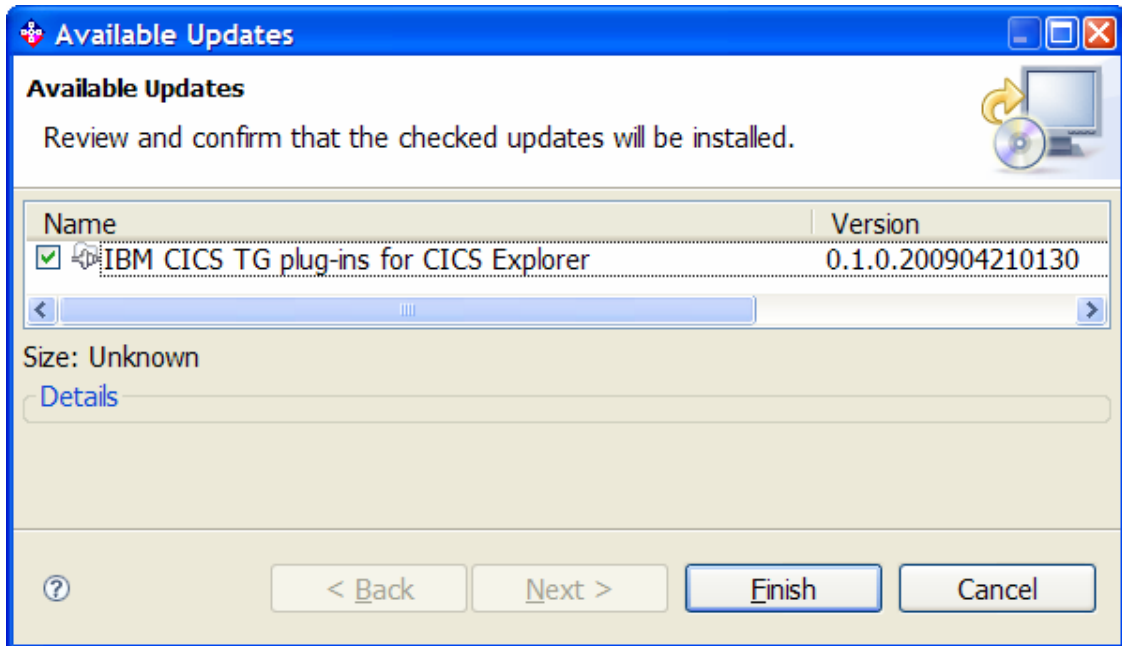 Available Updates
Available Updates
Review and confirm that the checked updates will be installed.
Name Version
IBM CICS TG plug-ins for CICS Explorer 0.1.0.200904210130
Size: Unknown
Details
? < Back Next > Finish Cancel